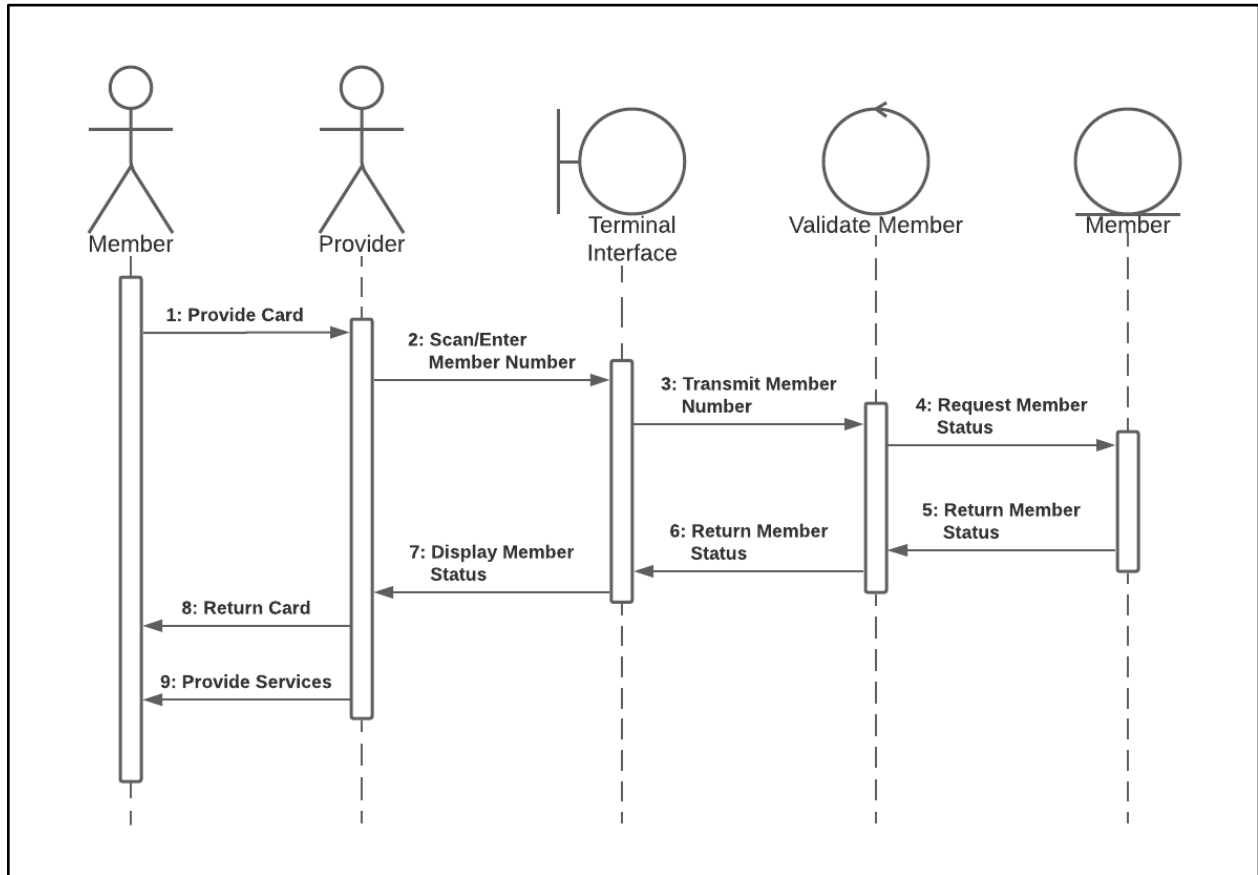 Member
Provider
Terminal
Interface
Validate Member
Member
1: Provide Card
2: Scan/Enter
Member Number
3: Transmit Member
Number
4: Request Member
Status
5: Return Member
Status
6: Return Member
Status
7: Display Member
Status
8: Return Card
9: Provide Services